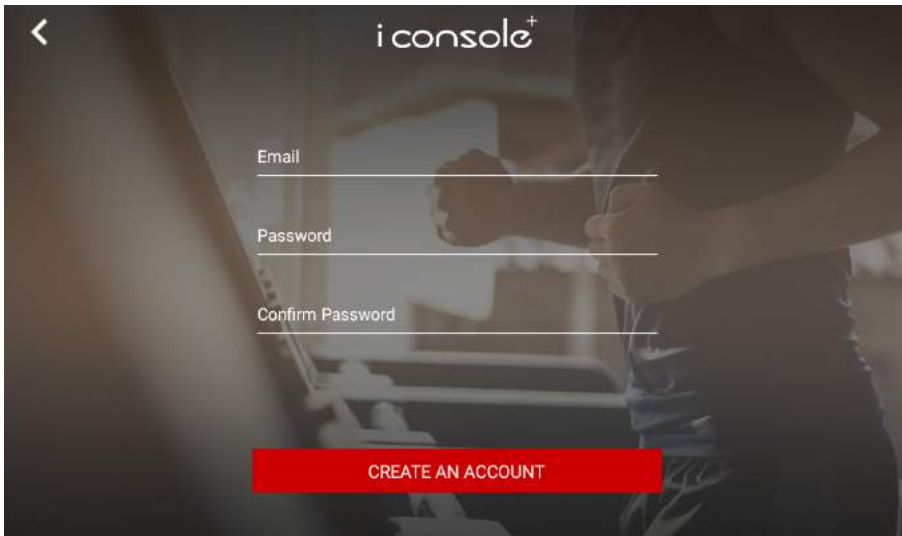 i console+
Email
Password
Confirm Password
CREATE AN ACCOUNT